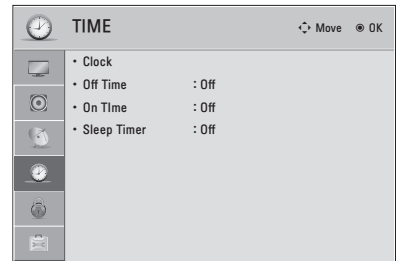 TIME
Move OK
• Clock
• Off Time : Off
• On TIme : Off
• Sleep Timer : Off